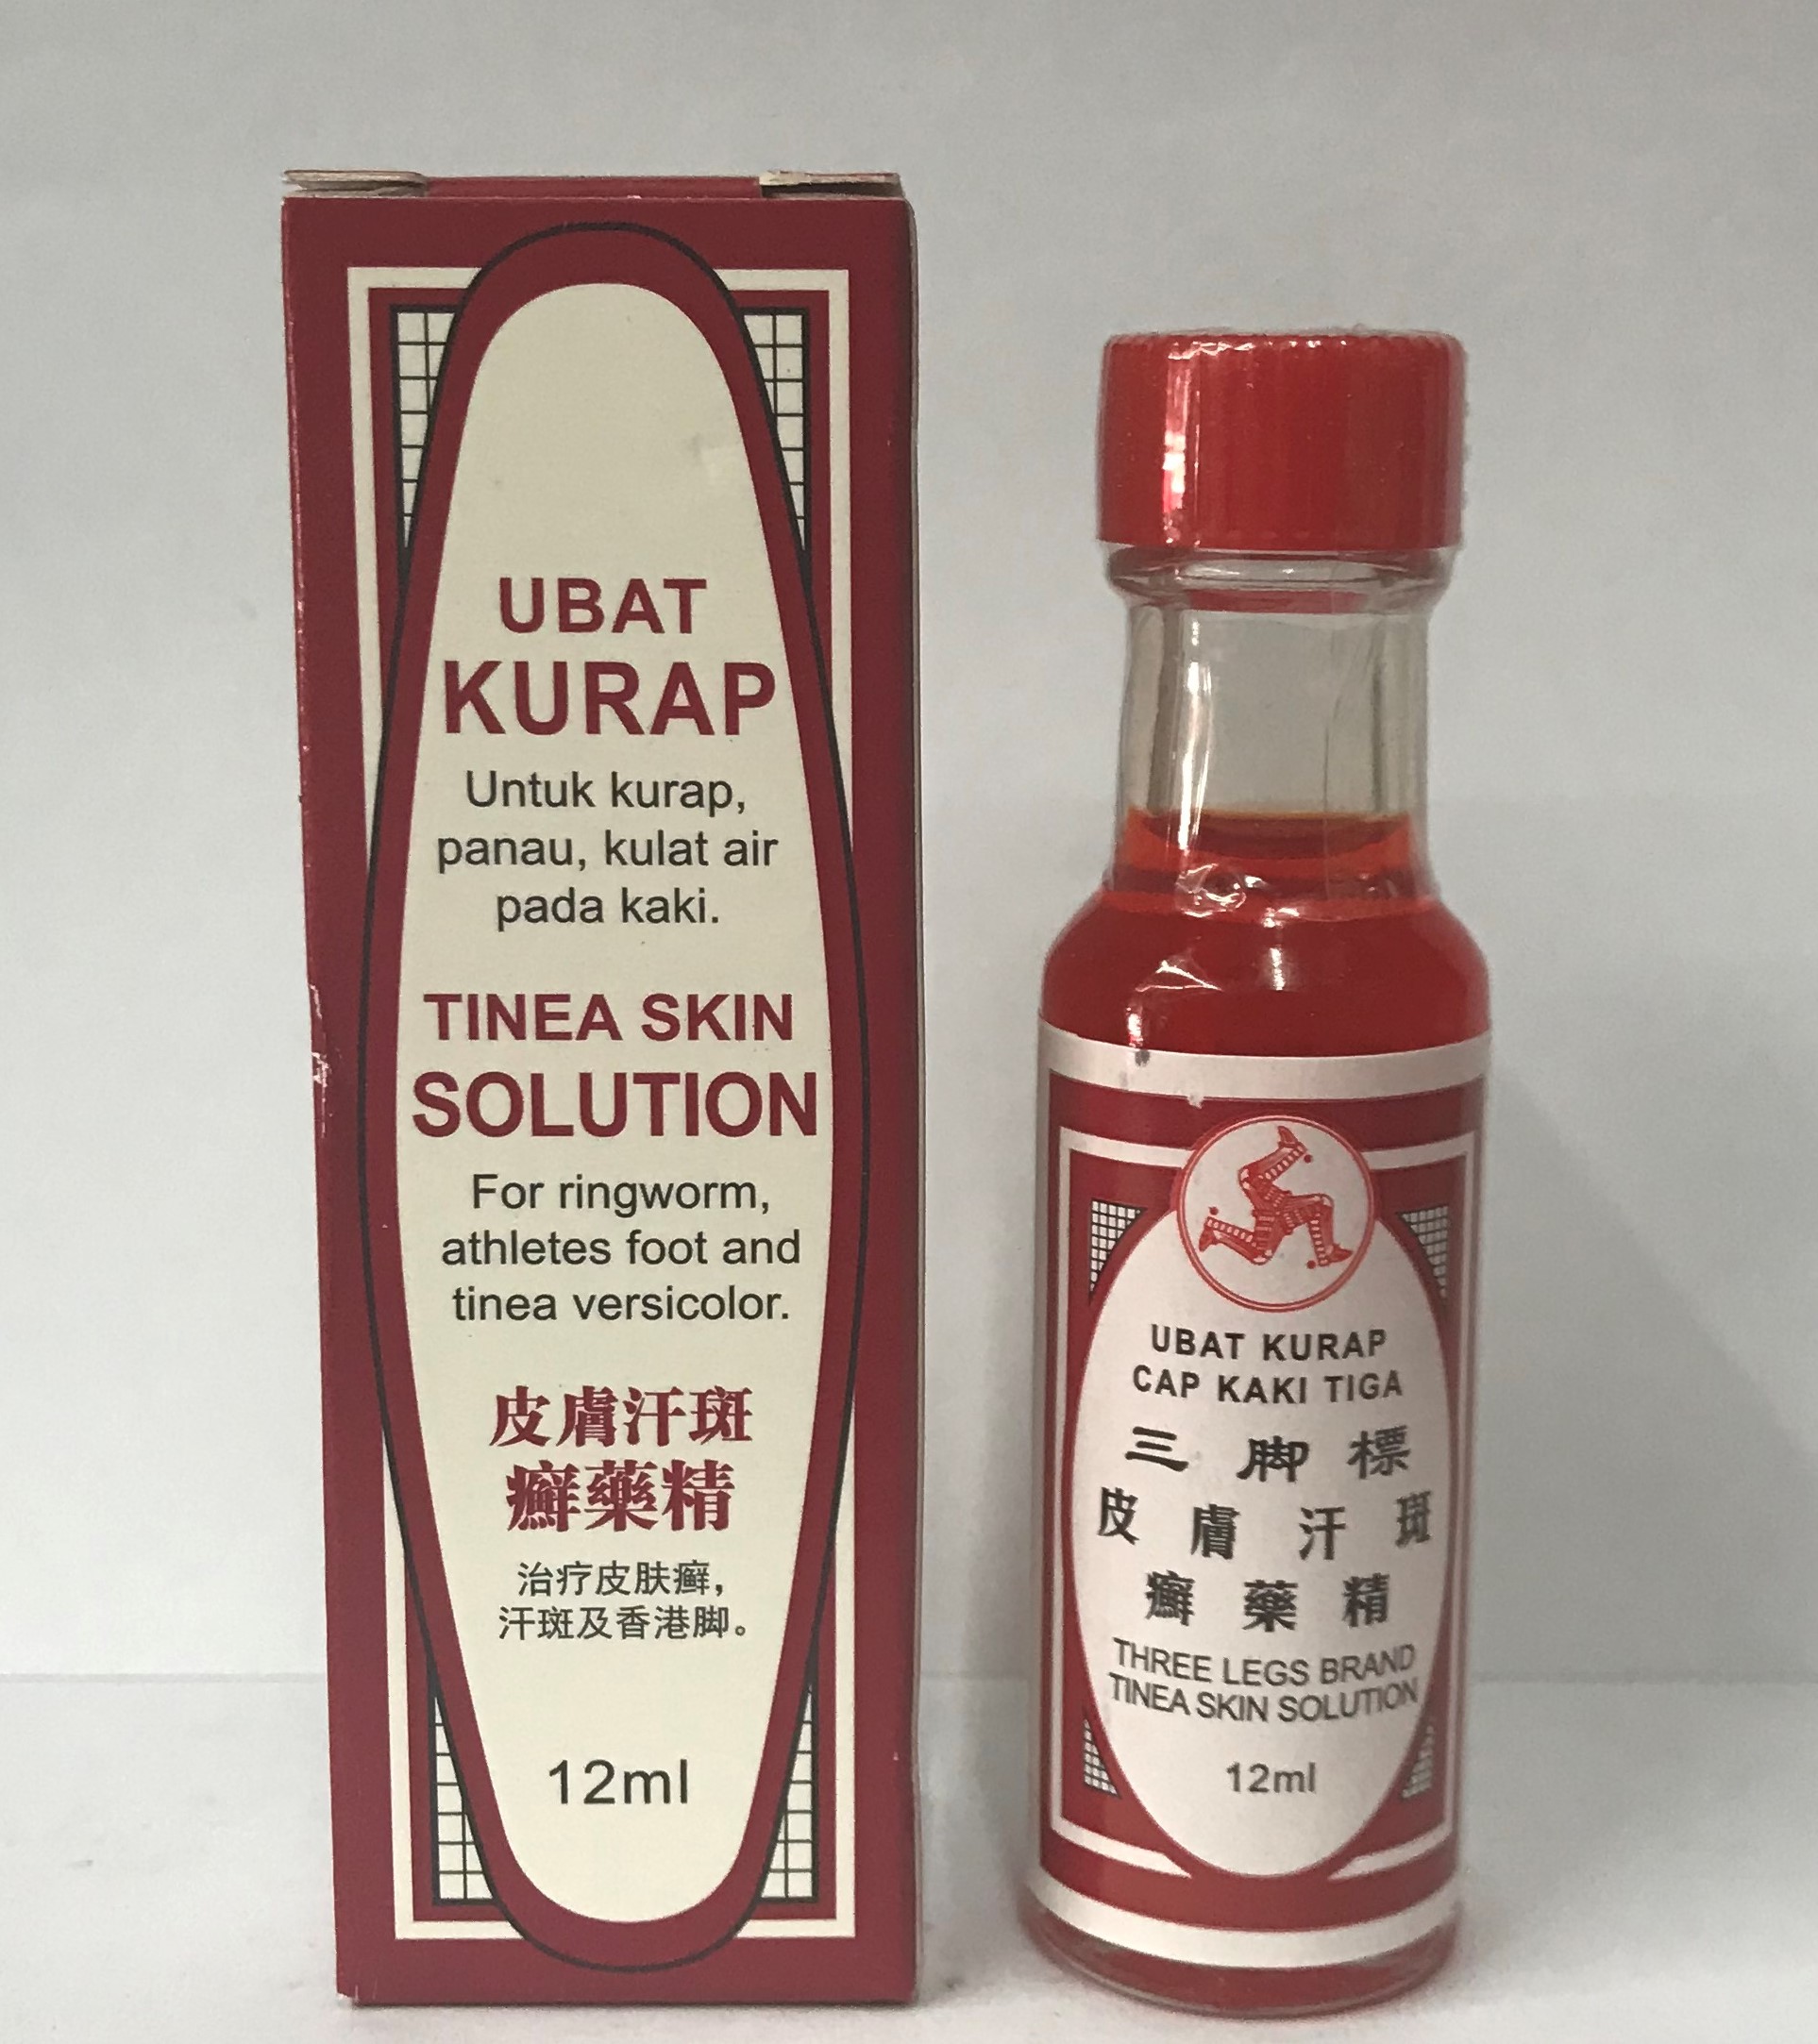 UBAT
KURAP
Untuk kurap,
panau, kulat air
pada kaki.
TINEA SKIN
SOLUTION
For ringworm,
athletes foot and
tinea versicolor.
皮膚汗斑
癬藥精
治疗皮肤癣，
汗斑及香港脚。
12ml
UBAT KURAP
CAP KAKI TIGA
三脚標
皮膚汗斑
癬藥精
THREE LEGS BRAND
TINEA SKIN SOLUTION
12ml